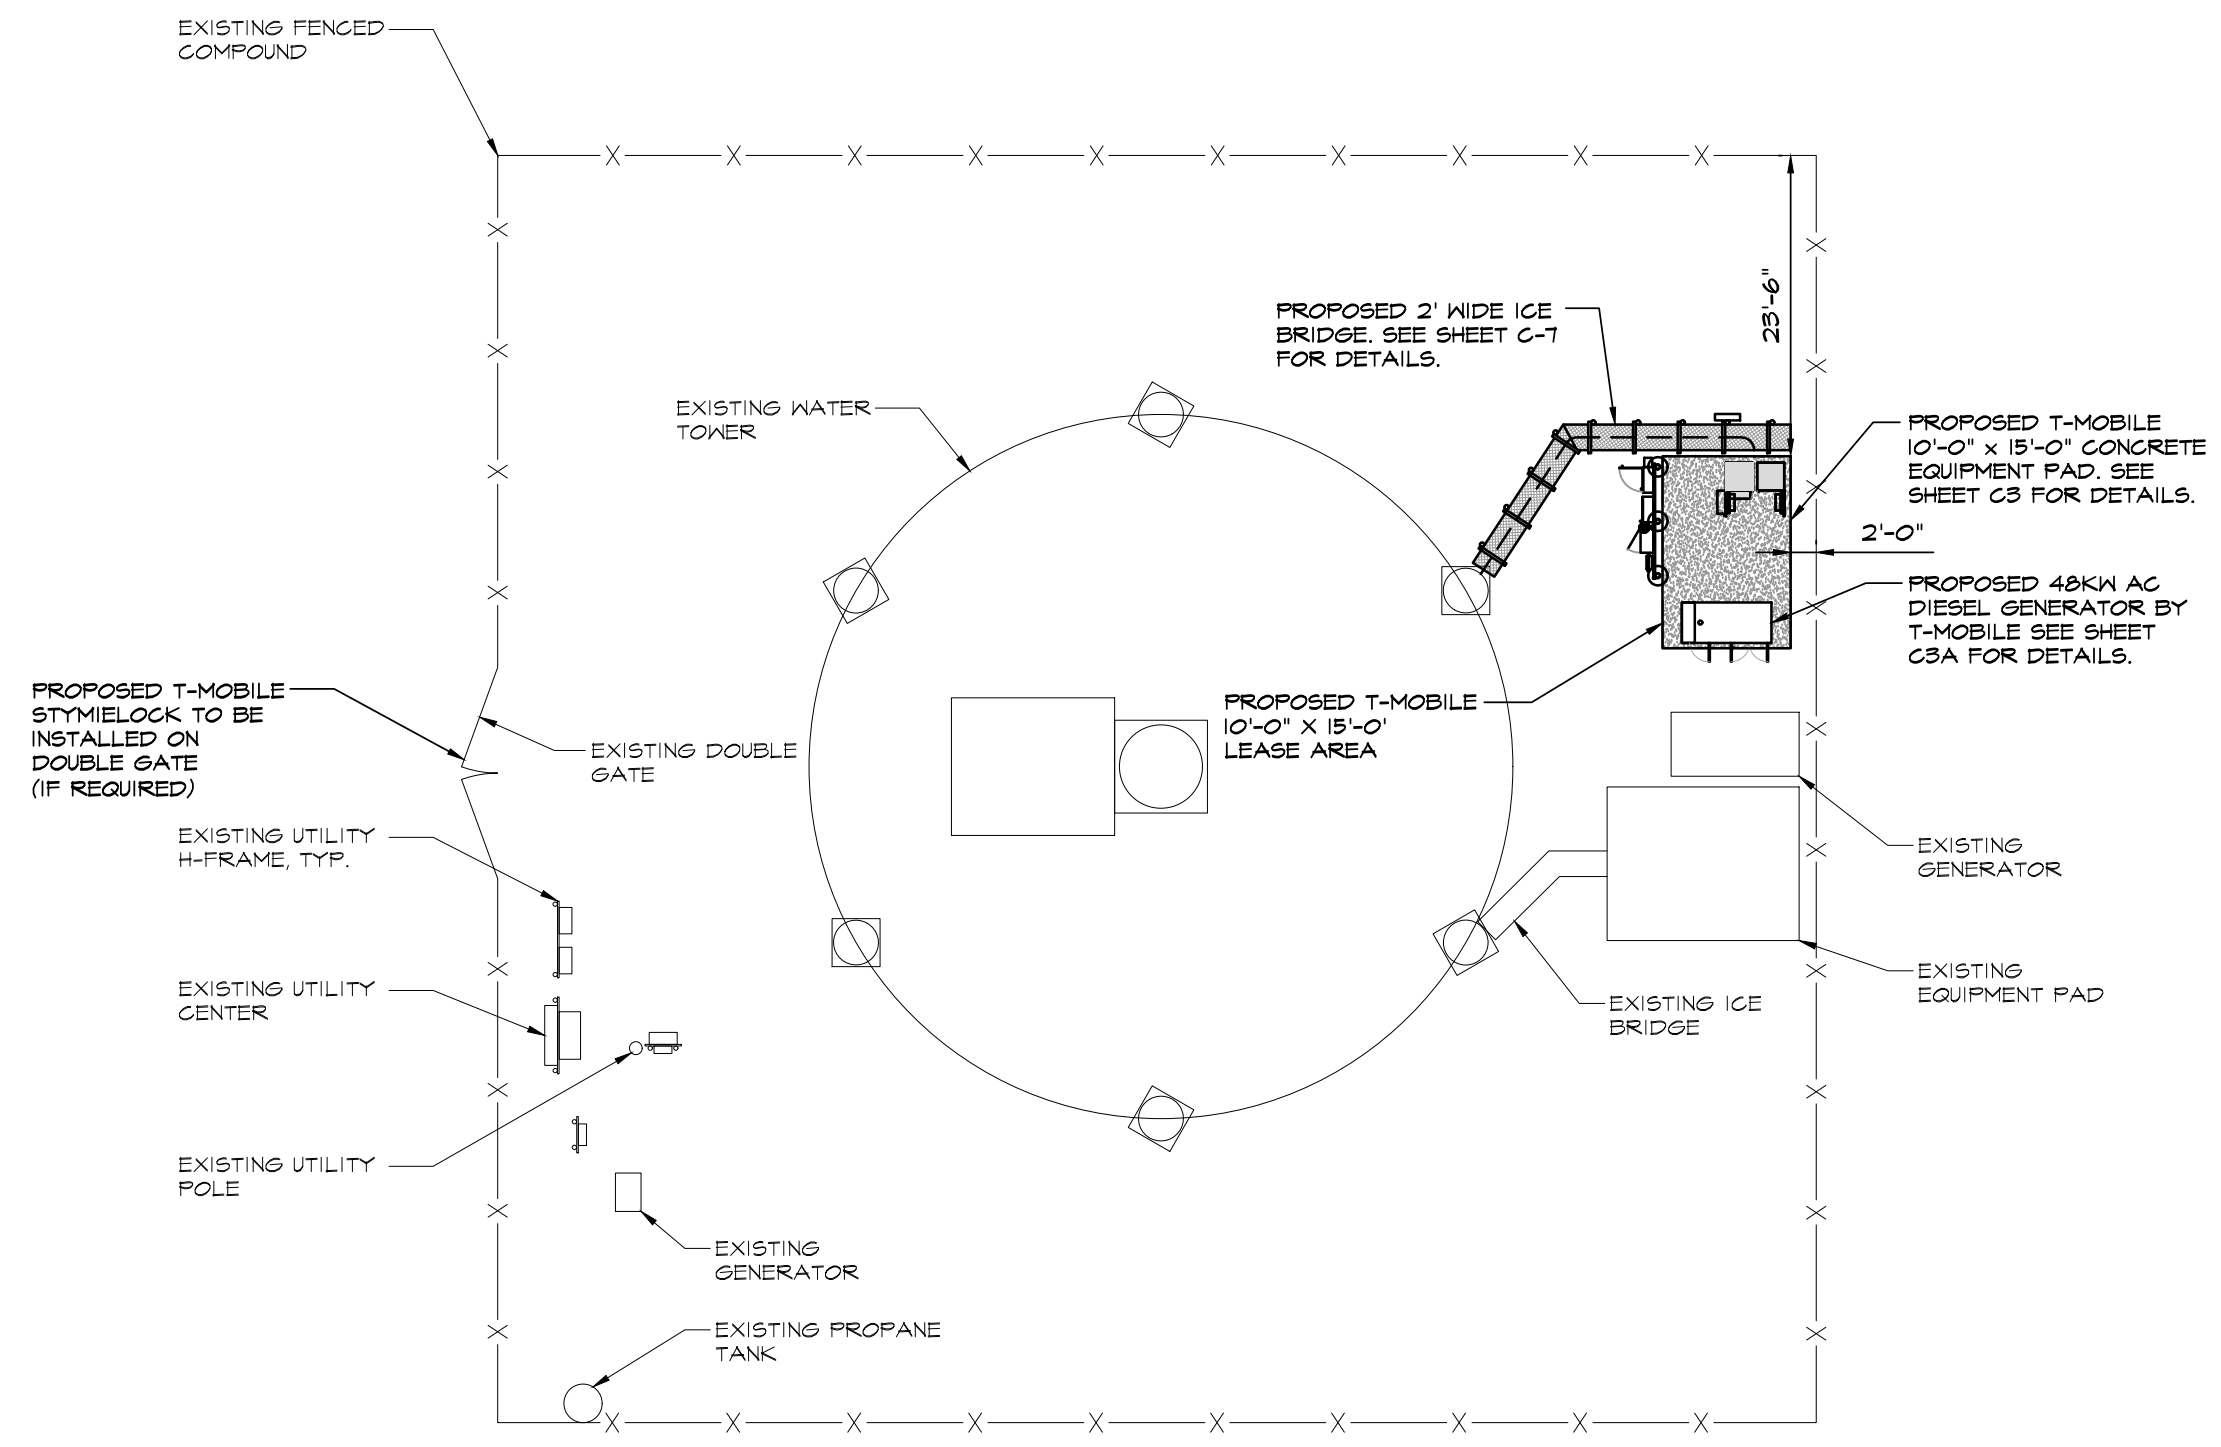 EXISTING FENCED
COMPOUND
23'-6"
PROPOSED 2' WIDE ICE
BRIDGE. SEE SHEET C-7
FOR DETAILS.
EXISTING WATER
TOWER
PROPOSED T-MOBILE
10'-0" x 15'-0" CONCRETE
EQUIPMENT PAD. SEE
SHEET C3 FOR DETAILS.
2'-0"
PROPOSED 48KW AC
DIESEL GENERATOR BY
T-MOBILE SEE SHEET
C3A FOR DETAILS.
PROPOSED T-MOBILE
STYMIELOCK TO BE
INSTALLED ON
DOUBLE GATE
(IF REQUIRED)
EXISTING DOUBLE
GATE
PROPOSED T-MOBILE
10'-0" X 15'-0'
LEASE AREA
EXISTING UTILITY
H-FRAME, TYP.
EXISTING
GENERATOR
EXISTING UTILITY
CENTER
EXISTING
EQUIPMENT PAD
EXISTING ICE
BRIDGE
EXISTING UTILITY
POLE
EXISTING
GENERATOR
EXISTING PROPANE
TANK